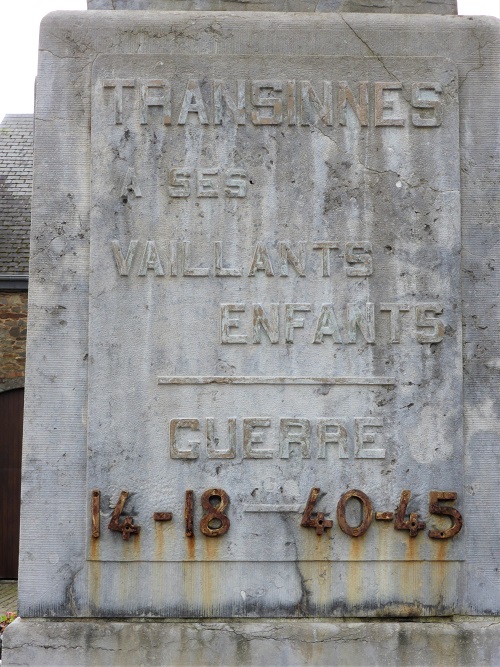 TRANSINNES
A SES
VAILLANTS
ENFANTS
GUERRE
14-18 — 40-45